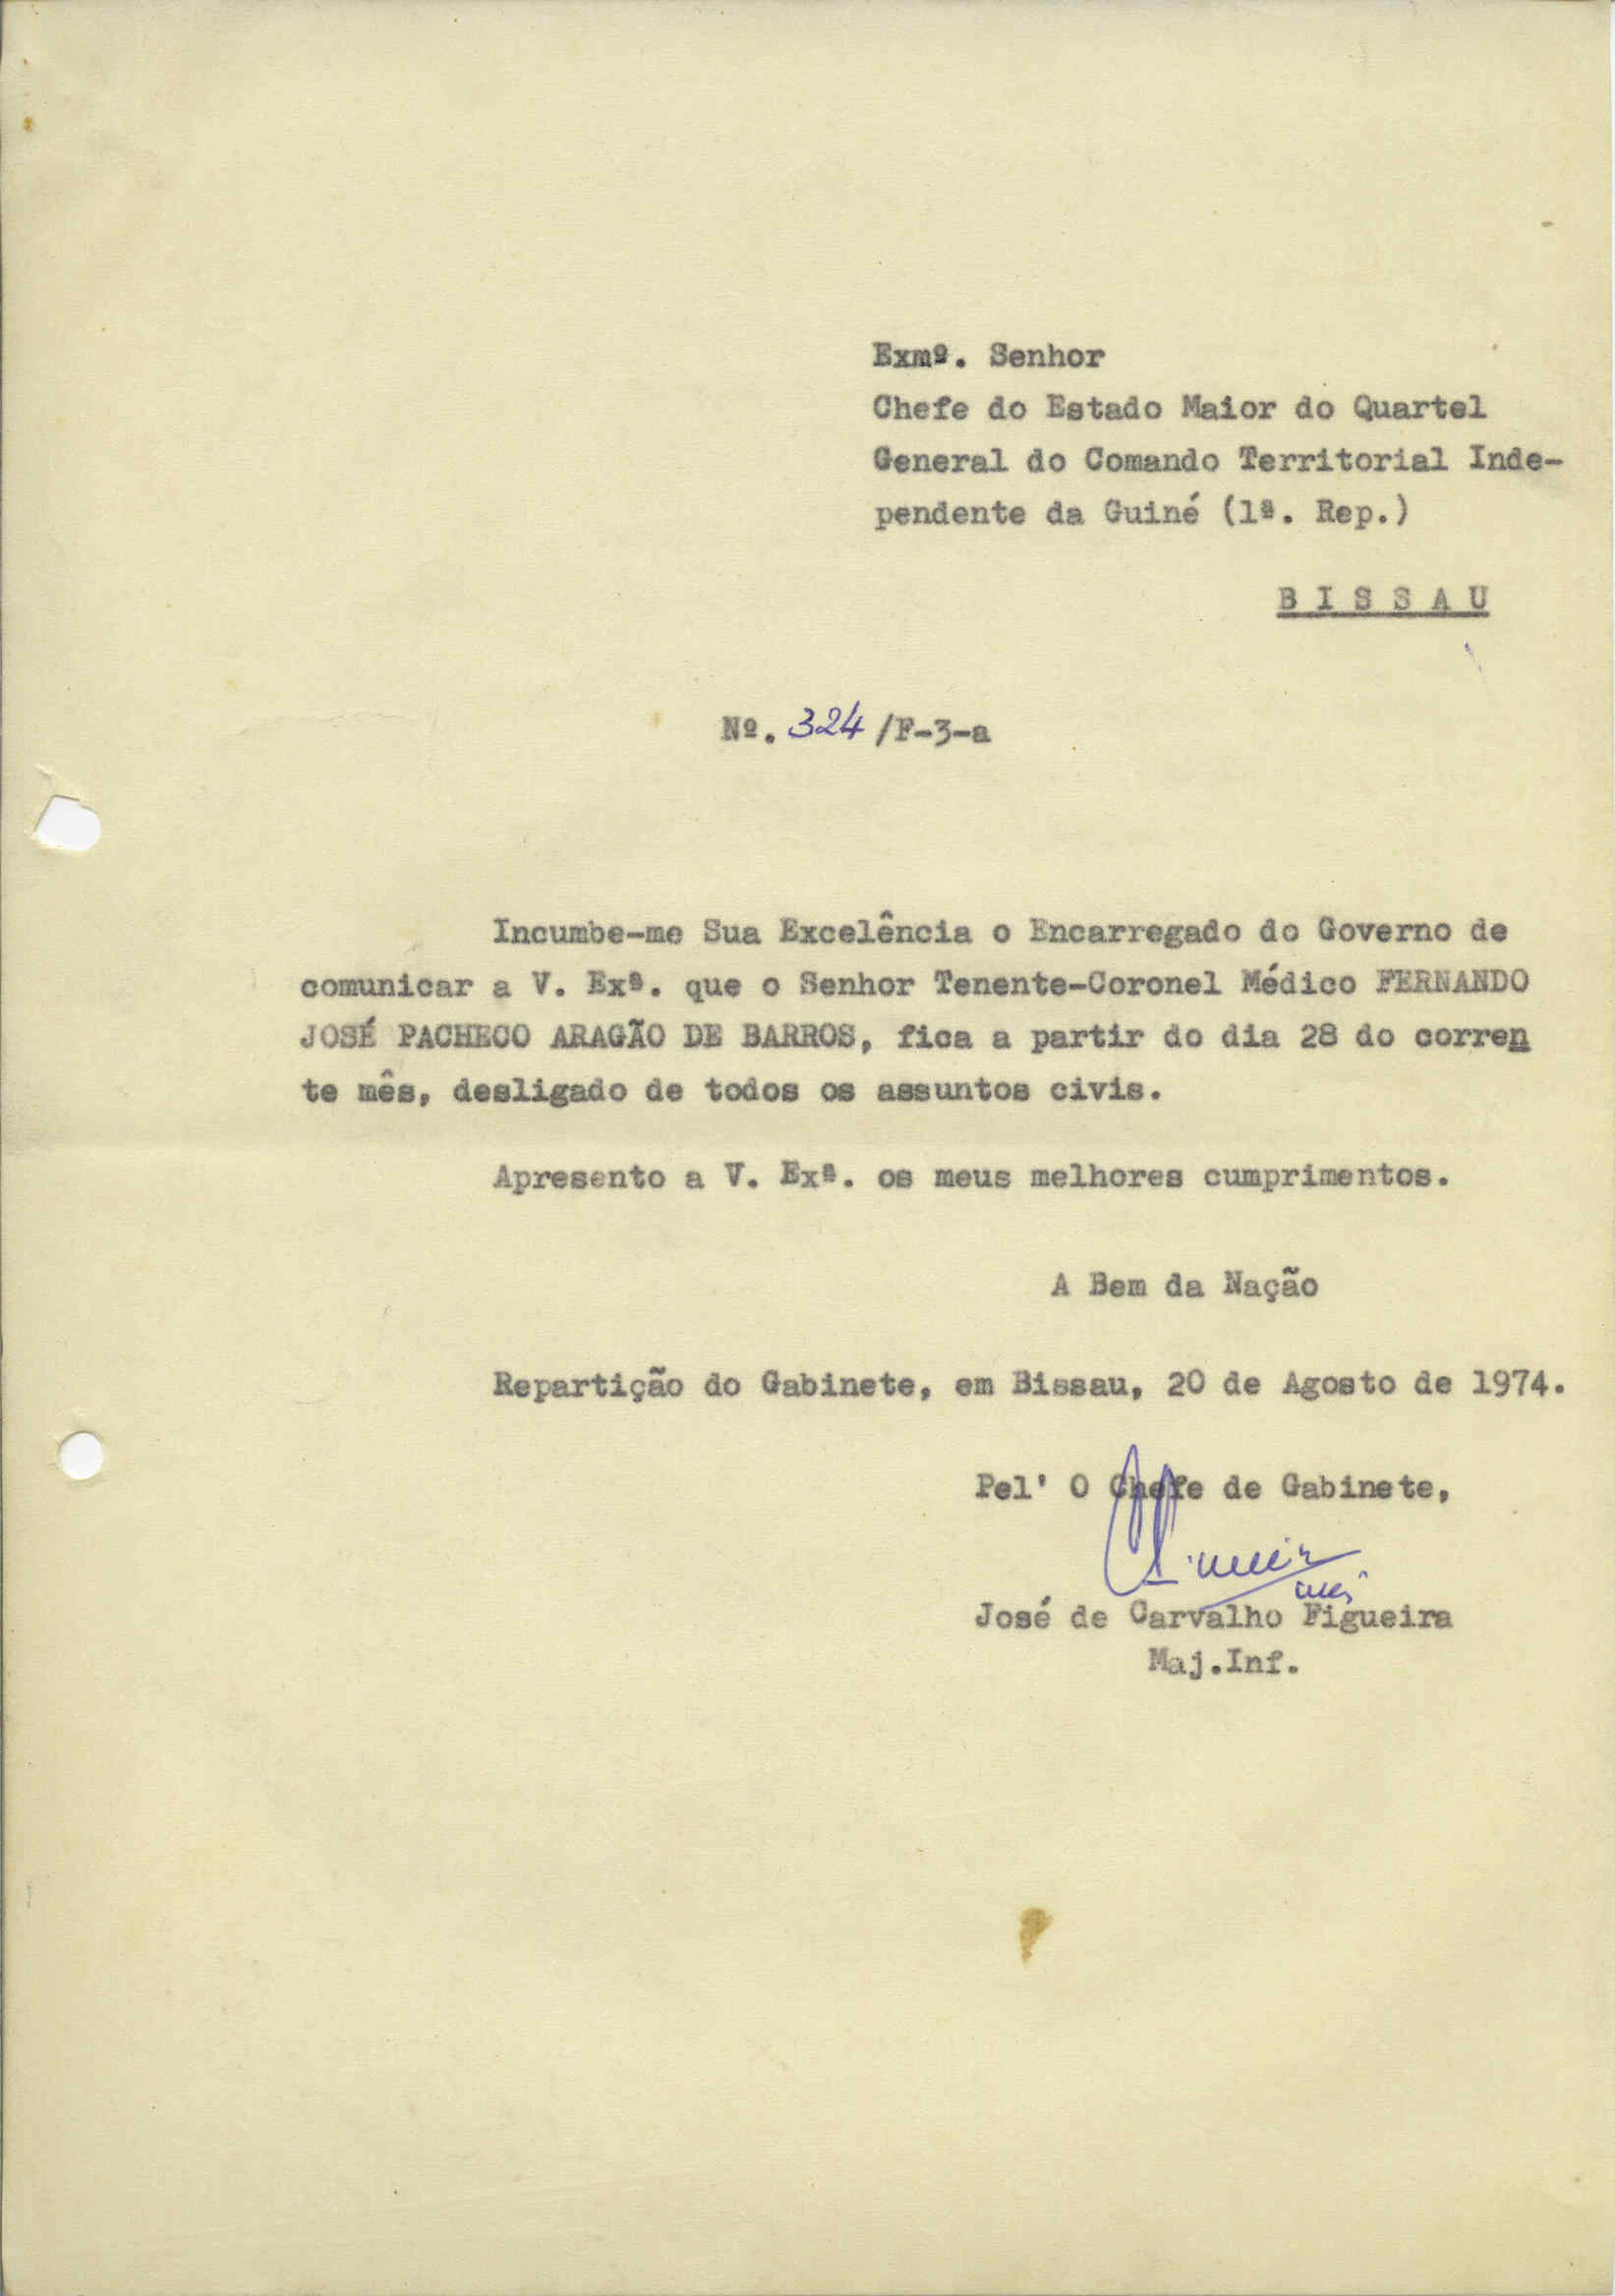 Exmº. Senhor
Chefe do Estado Maior do Quartel
General do Comando Territorial Inde-
pendente da Guiné (1ª. Rep.)
B I S S A U
Nº. 324 /F-3-a
Incumbe-me Sua Excelência o Encarregado do Governo de
comunicar a V. Exª. que o Senhor Tenente-Coronel Médico FERNANDO
JOSÉ PACHECO ARAGÃO DE BARROS, fica a partir do dia 28 do corren
te mês, desligado de todos os assuntos civis.
Apresento a V. Exª. os meus melhores cumprimentos.
A Bem da Nação
Repartição do Gabinete, em Bissau, 20 de Agosto de 1974.
Pel' O Chefe de Gabinete,
José de Carvalho Figueira
Maj.Inf.